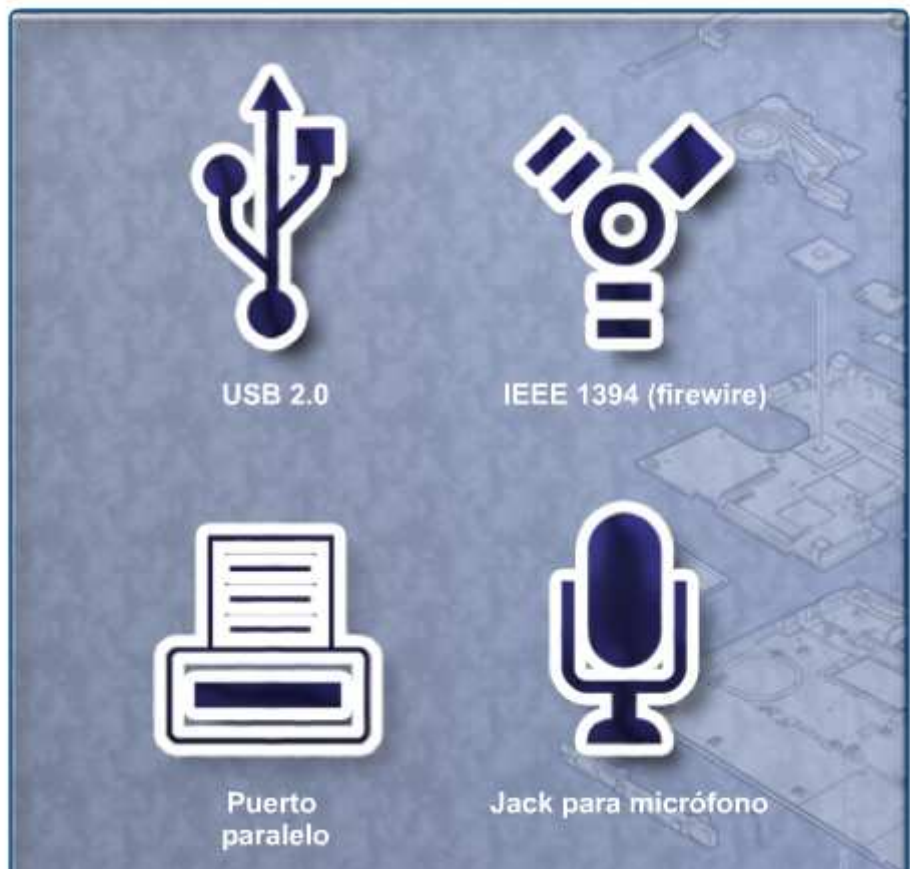 USB 2.0
IEEE 1394 (firewire)
Puerto
paralelo
Jack para micrófono